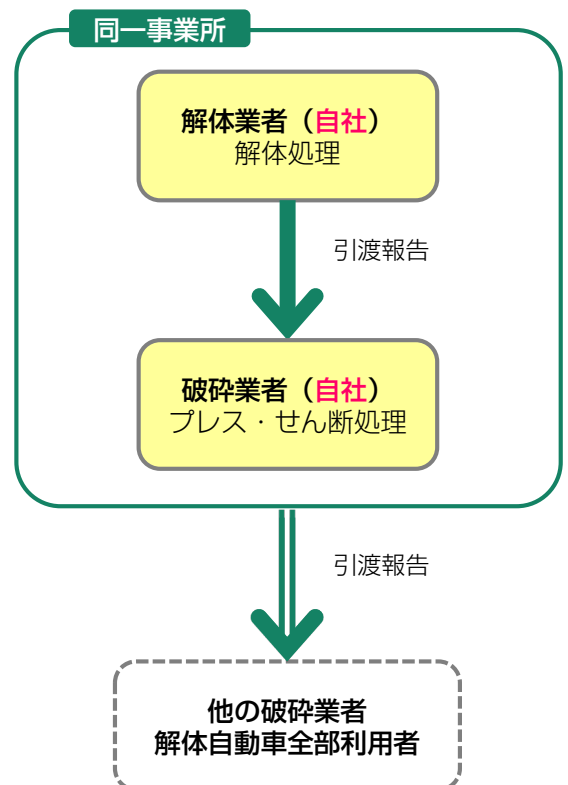 同一事業所
解体業者（自社）
解体処理
引渡報告
破砕業者（自社）
プレス・せん断処理
引渡報告
他の破砕業者
解体自動車全部利用者